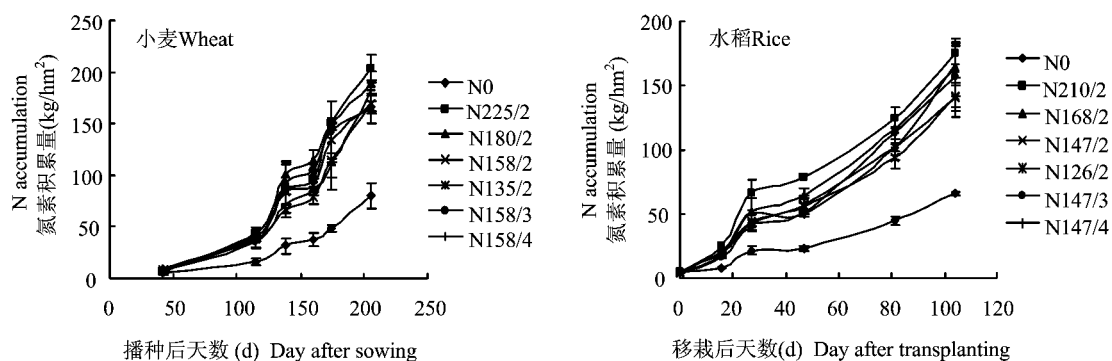 小麦Wheat
N accumulation
氮素积累量(kg/hm²)
250
200
150
100
50
0
0 50 100 150 200 250
播种后天数 (d) Day after sowing
N0
N225/2
N180/2
N158/2
N135/2
N158/3
N158/4
水稻Rice
N accumulation
氮素积累量 (kg/hm²)
200
150
100
50
0
0 20 40 60 80 100 120
移栽后天数(d) Day after transplanting
N0
N210/2
N168/2
N147/2
N126/2
N147/3
N147/4